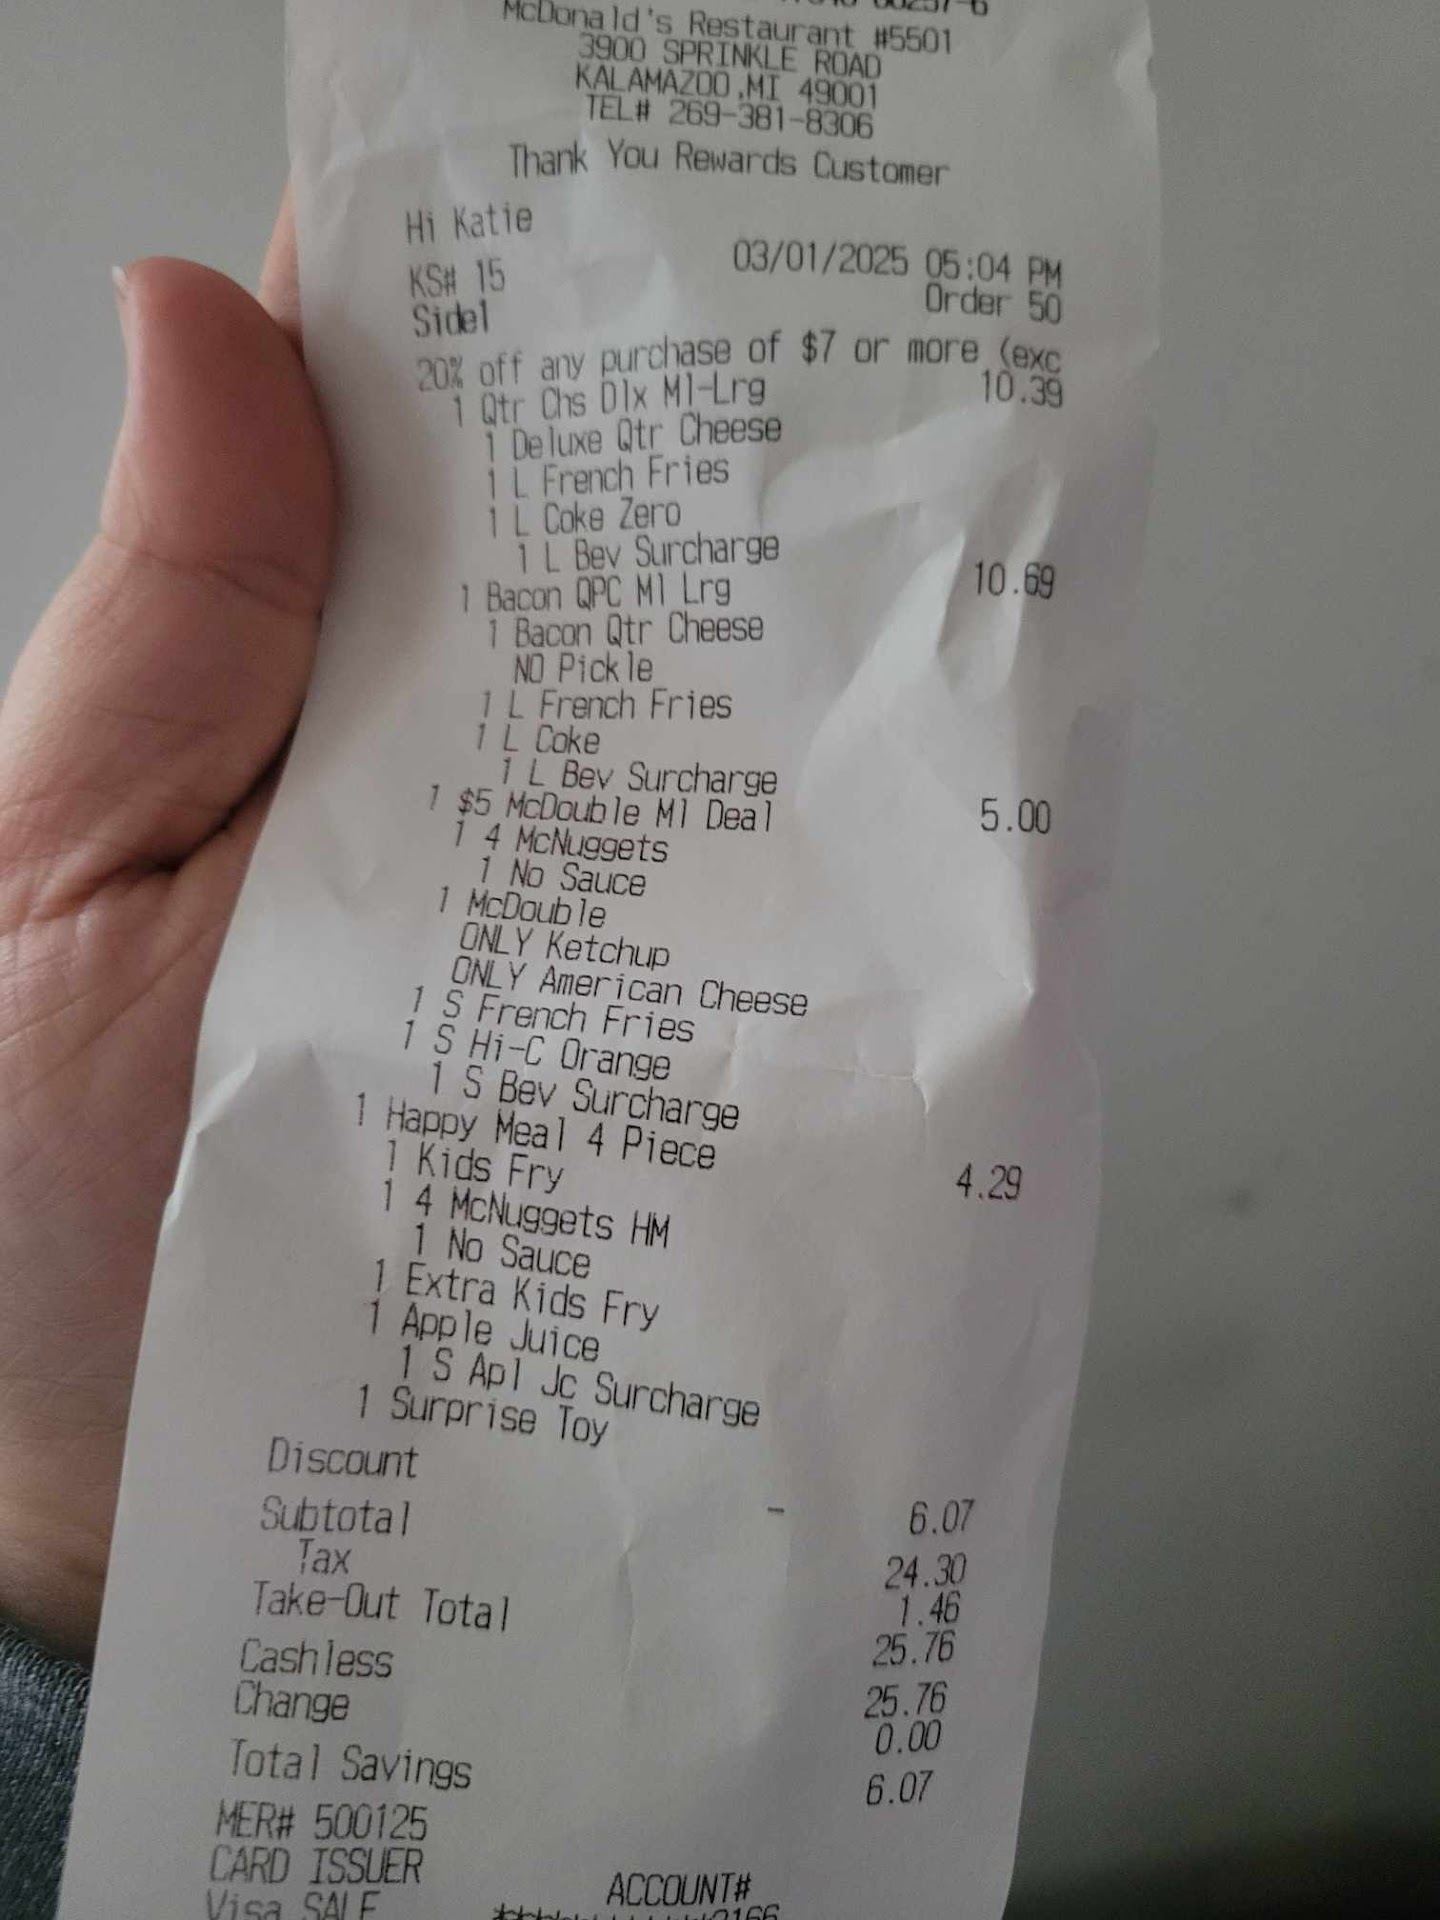 McDonald's Restaurant #5501
3900 SPRINKLE ROAD
KALAMAZOO,MI 49001
TEL# 269-381-8306
Thank You Rewards Customer
Hi Katie
03/01/2025 05:04 PM
KS# 15
Order 50
Side1
20% off any purchase of $7 or more (exc
1 Qtr Chs Dlx Ml-Lrg 10.39
1 Deluxe Qtr Cheese
1 L French Fries
1 L Coke Zero
1 L Bev Surcharge
1 Bacon QPC Ml Lrg 10.69
1 Bacon Qtr Cheese
NO Pickle
1 L French Fries
1 L Coke
1 L Bev Surcharge
1 $5 McDouble Ml Deal 5.00
1 4 McNuggets
1 No Sauce
1 McDouble
ONLY Ketchup
ONLY American Cheese
1 S French Fries
1 S Hi-C Orange
1 S Bev Surcharge
1 Happy Meal 4 Piece 4.29
1 Kids Fry
1 4 McNuggets HM
1 No Sauce
1 Extra Kids Fry
1 Apple Juice
1 S Apl Jc Surcharge
1 Surprise Toy
Discount - 6.07
Subtotal 24.30
Tax 1.46
Take-Out Total 25.76
Cashless 25.76
Change 0.00
Total Savings 6.07
MER# 500125
CARD ISSUER ACCOUNT#
Visa SALE